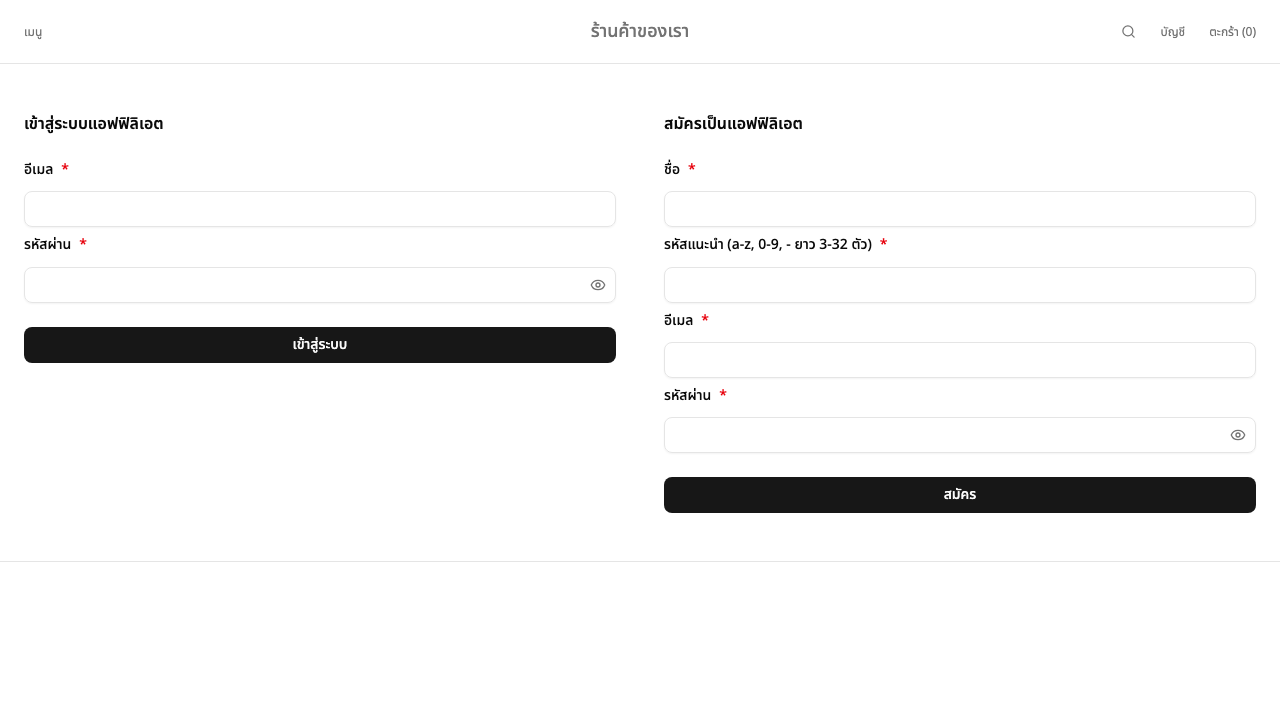 เมนู
ร้านค้าของเรา
บัญชี
ตะกร้า (0)
เข้าสู่ระบบแอฟฟิลิเอต
อีเมล *
รหัสผ่าน *
เข้าสู่ระบบ
สมัครเป็นแอฟฟิลิเอต
ชื่อ *
รหัสแนะนำ (a-z, 0-9, - ยาว 3-32 ตัว) *
อีเมล *
รหัสผ่าน *
สมัคร